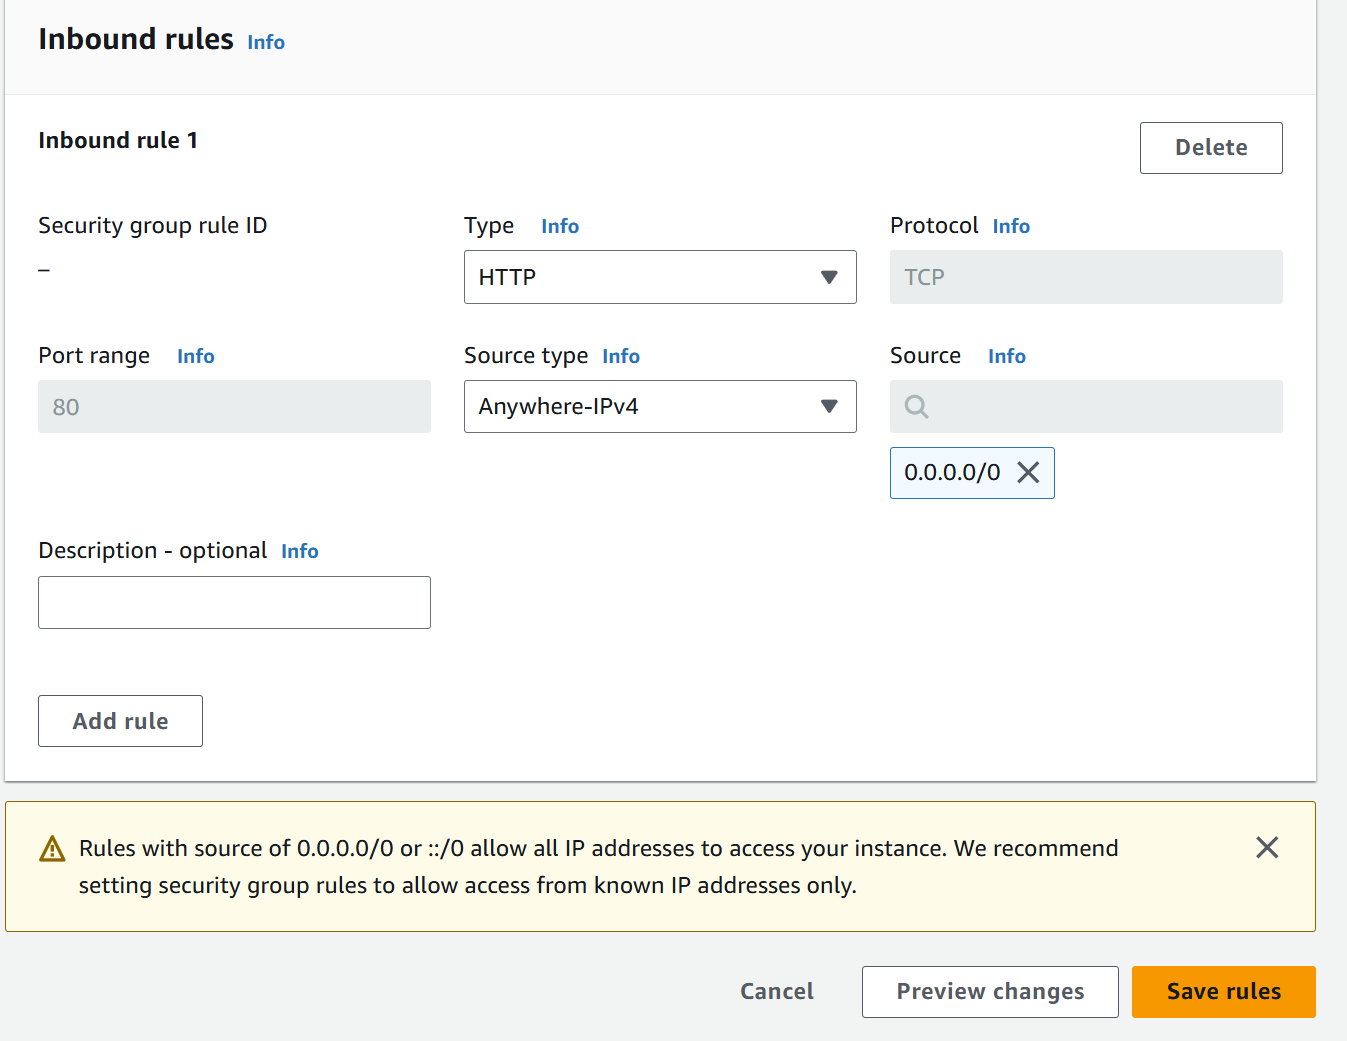 Inbound rules Info
Inbound rule 1
Delete
Security group rule ID
–
Type Info
HTTP
Protocol Info
TCP
Port range Info
80
Source type Info
Anywhere-IPv4
Source Info
0.0.0.0/0
Description - optional Info
Add rule
Rules with source of 0.0.0.0/0 or ::/0 allow all IP addresses to access your instance. We recommend
setting security group rules to allow access from known IP addresses only.
Cancel
Preview changes
Save rules